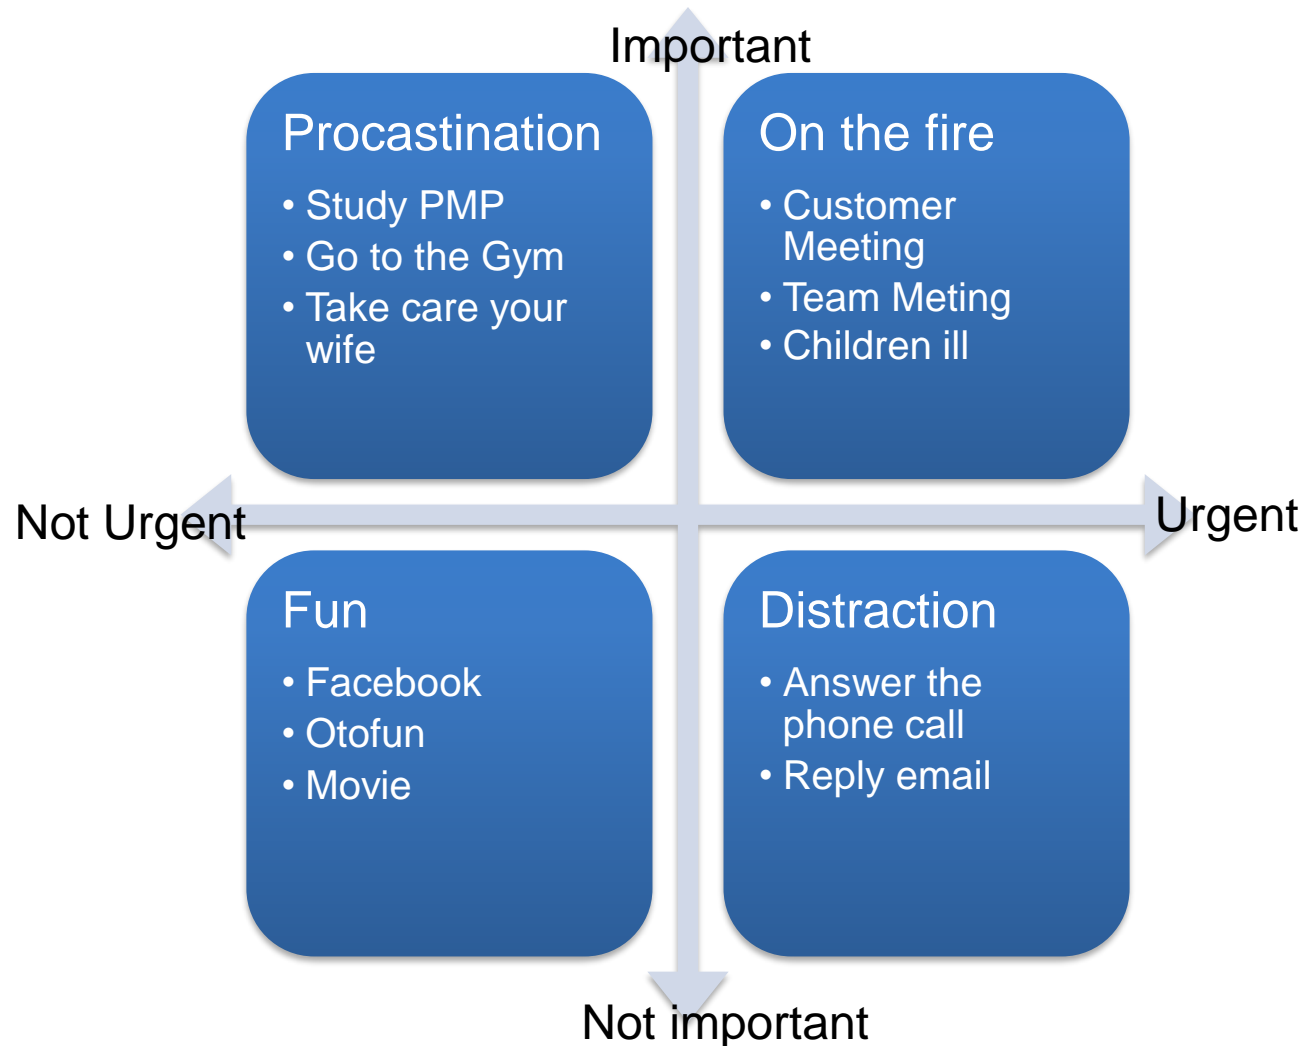 Important
Procastination
• Study PMP
• Go to the Gym
• Take care your
wife
On the fire
• Customer
Meeting
• Team Meting
• Children ill
Not Urgent
Urgent
Fun
• Facebook
• Otofun
• Movie
Distraction
• Answer the
phone call
• Reply email
Not important